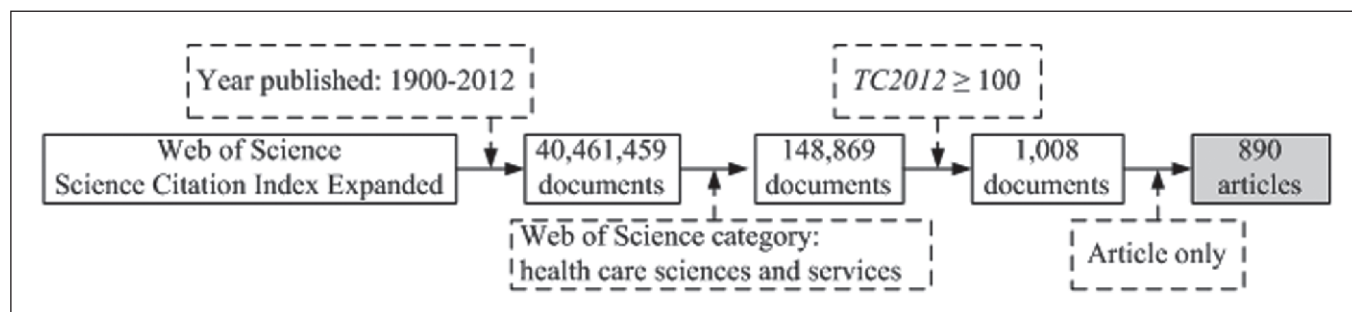 Year published: 1900-2012
TC2012 ≥ 100
Web of Science
Science Citation Index Expanded
40,461,459
documents
148,869
documents
1,008
documents
890
articles
Web of Science category:
health care sciences and services
Article only